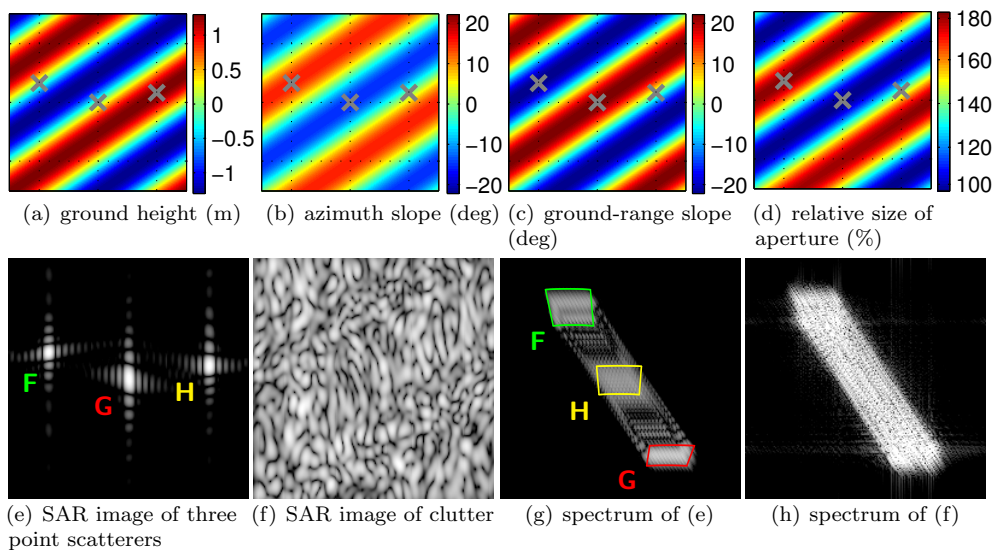 1
0.5
0
−0.5
−1
20
10
0
−10
−20
20
10
0
−10
−20
180
160
140
120
100
(a) ground height (m)
(b) azimuth slope (deg)
(c) ground-range slope
(deg)
(d) relative size of
aperture (%)
F
G
H
F
H
G
(e) SAR image of three
point scatterers
(f) SAR image of clutter
(g) spectrum of (e)
(h) spectrum of (f)